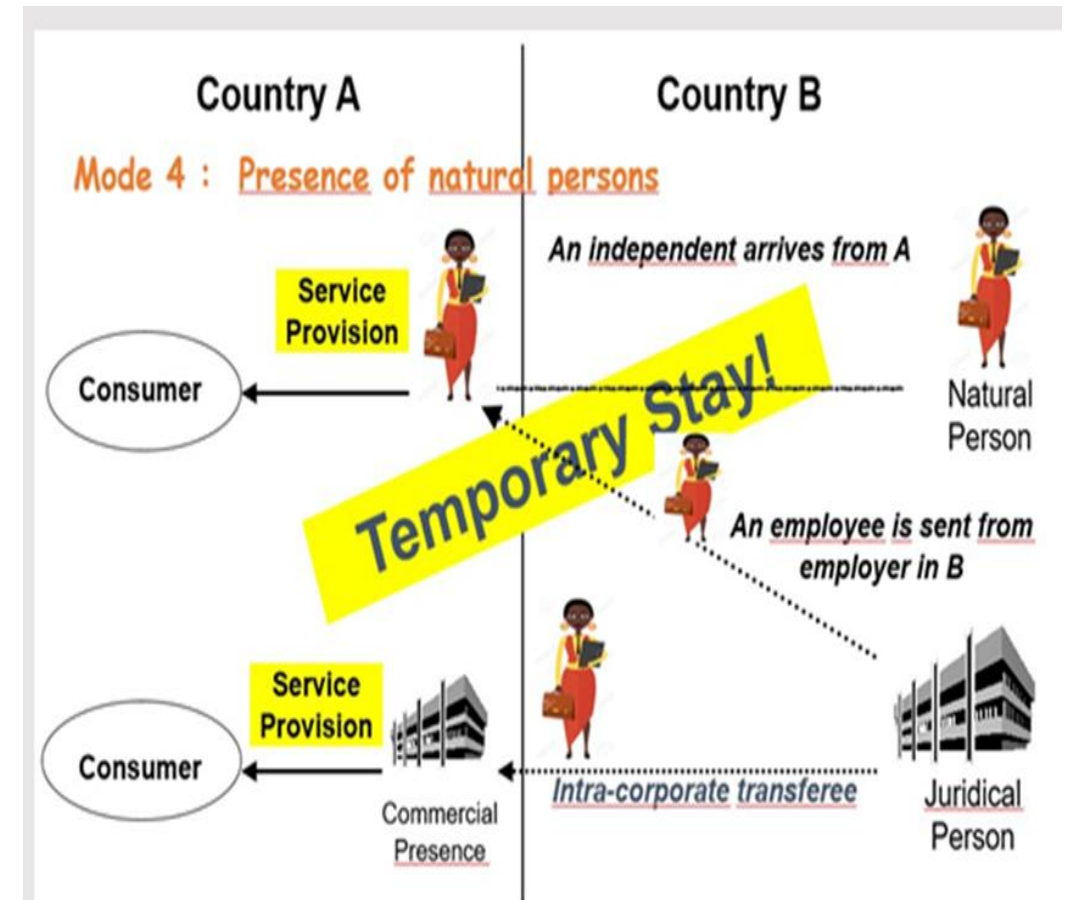 Country A
Country B
Mode 4 : Presence of natural persons
An independent arrives from A
Service
Provision
Consumer
Temporary Stay!
Natural
Person
An employee is sent from
employer in B
Service
Provision
Consumer
Commercial
Presence
Intra-corporate transferee
Juridical
Person